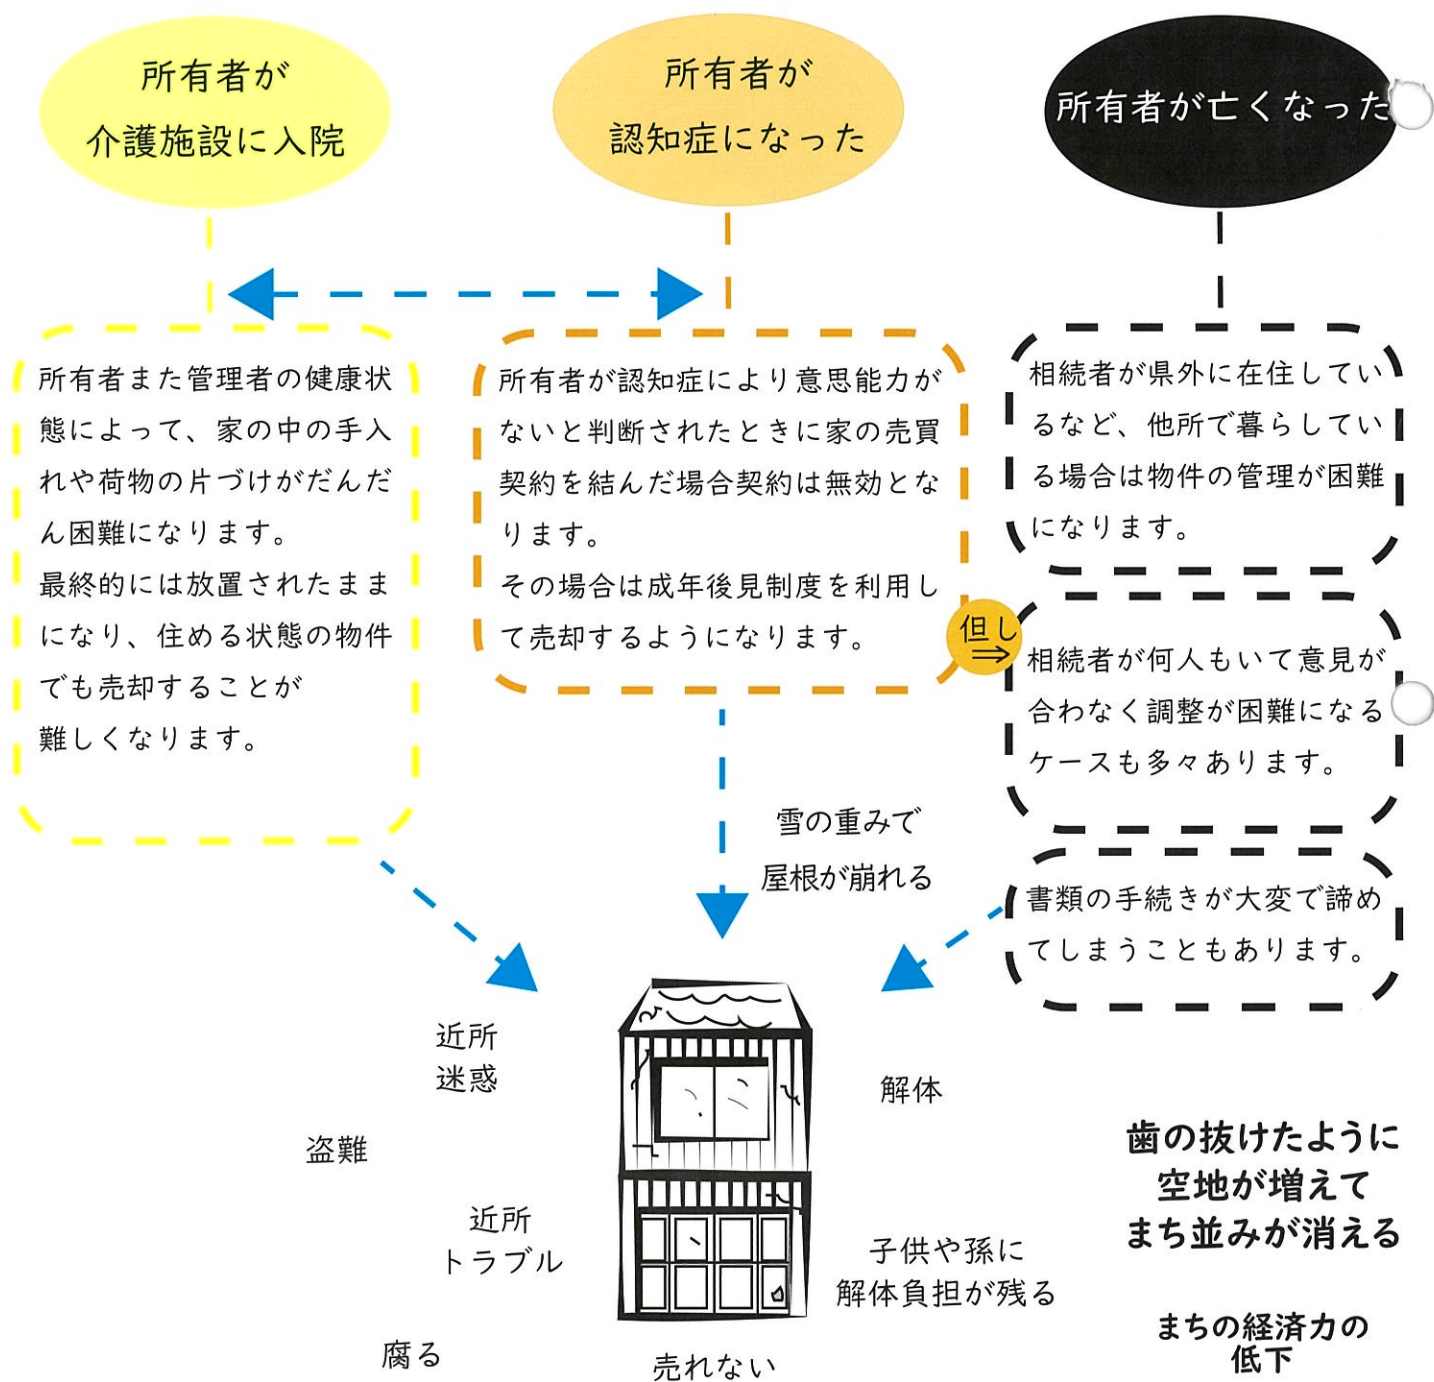 所有者が
介護施設に入院
所有者が
認知症になった
所有者が亡くなった
所有者また管理者の健康状
態によって、家の中の手入
れや荷物の片づけがだんだ
ん困難になります。
最終的には放置されたまま
になり、住める状態の物件
でも売却することが
難しくなります。
所有者が認知症により意思能力が
ないと判断されたときに家の売買
契約を結んだ場合契約は無効とな
ります。
その場合は成年後見制度を利用し
て売却するようになります。
但し
⇒
相続者が県外に在住してい
るなど、他所で暮らしてい
る場合は物件の管理が困難
になります。
相続者が何人もいて意見が
合わなく調整が困難になる
ケースも多々あります。
書類の手続きが大変で諦め
てしまうこともあります。
雪の重みで
屋根が崩れる
近所
迷惑
解体
盗難
近所
トラブル
子供や孫に
解体負担が残る
腐る
売れない
歯の抜けたように
空地が増えて
まち並みが消える
まちの経済力の
低下